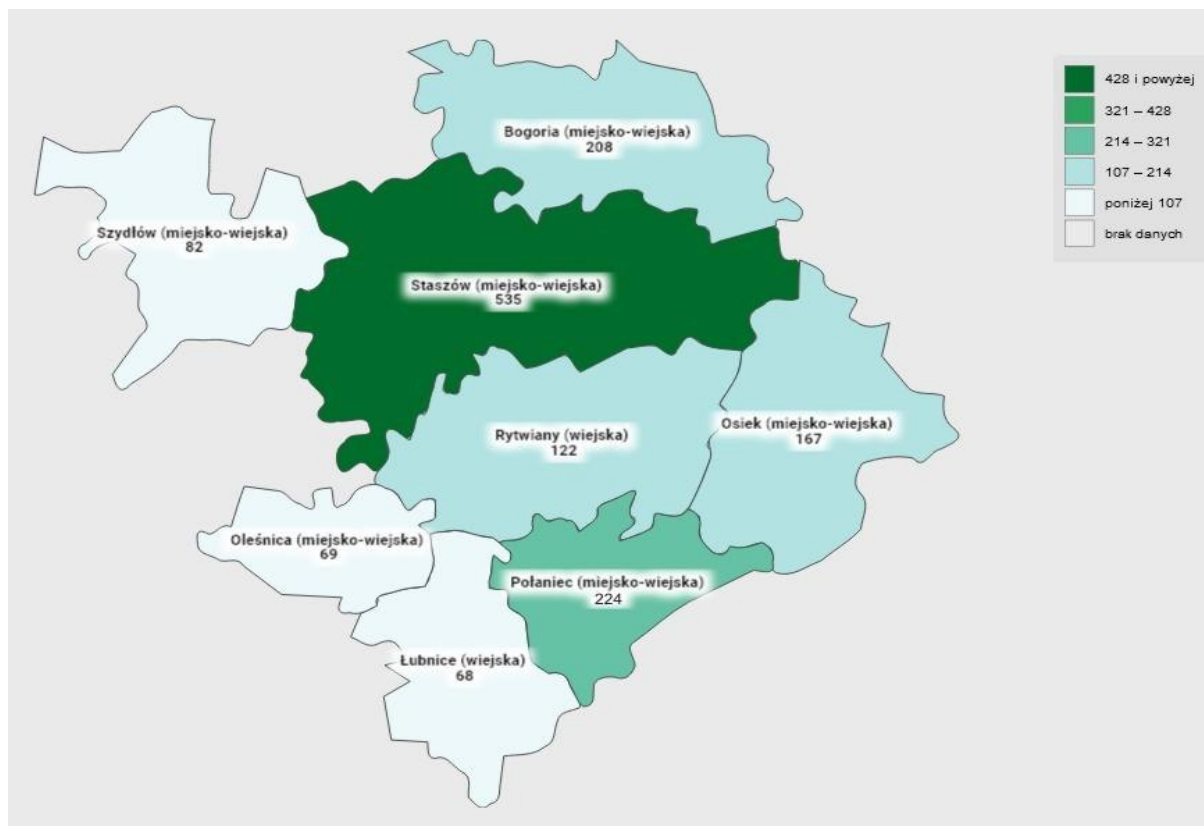 428 i powyżej
321 – 428
214 – 321
107 – 214
poniżej 107
brak danych
Bogoria (miejsko-wiejska)
208
Szydłów (miejsko-wiejska)
82
Staszów (miejsko-wiejska)
535
Osiek (miejsko-wiejska)
167
Rytwiany (wiejska)
122
Oleśnica (miejsko-wiejska)
69
Połaniec (miejsko-wiejska)
224
Łubnice (wiejska)
68